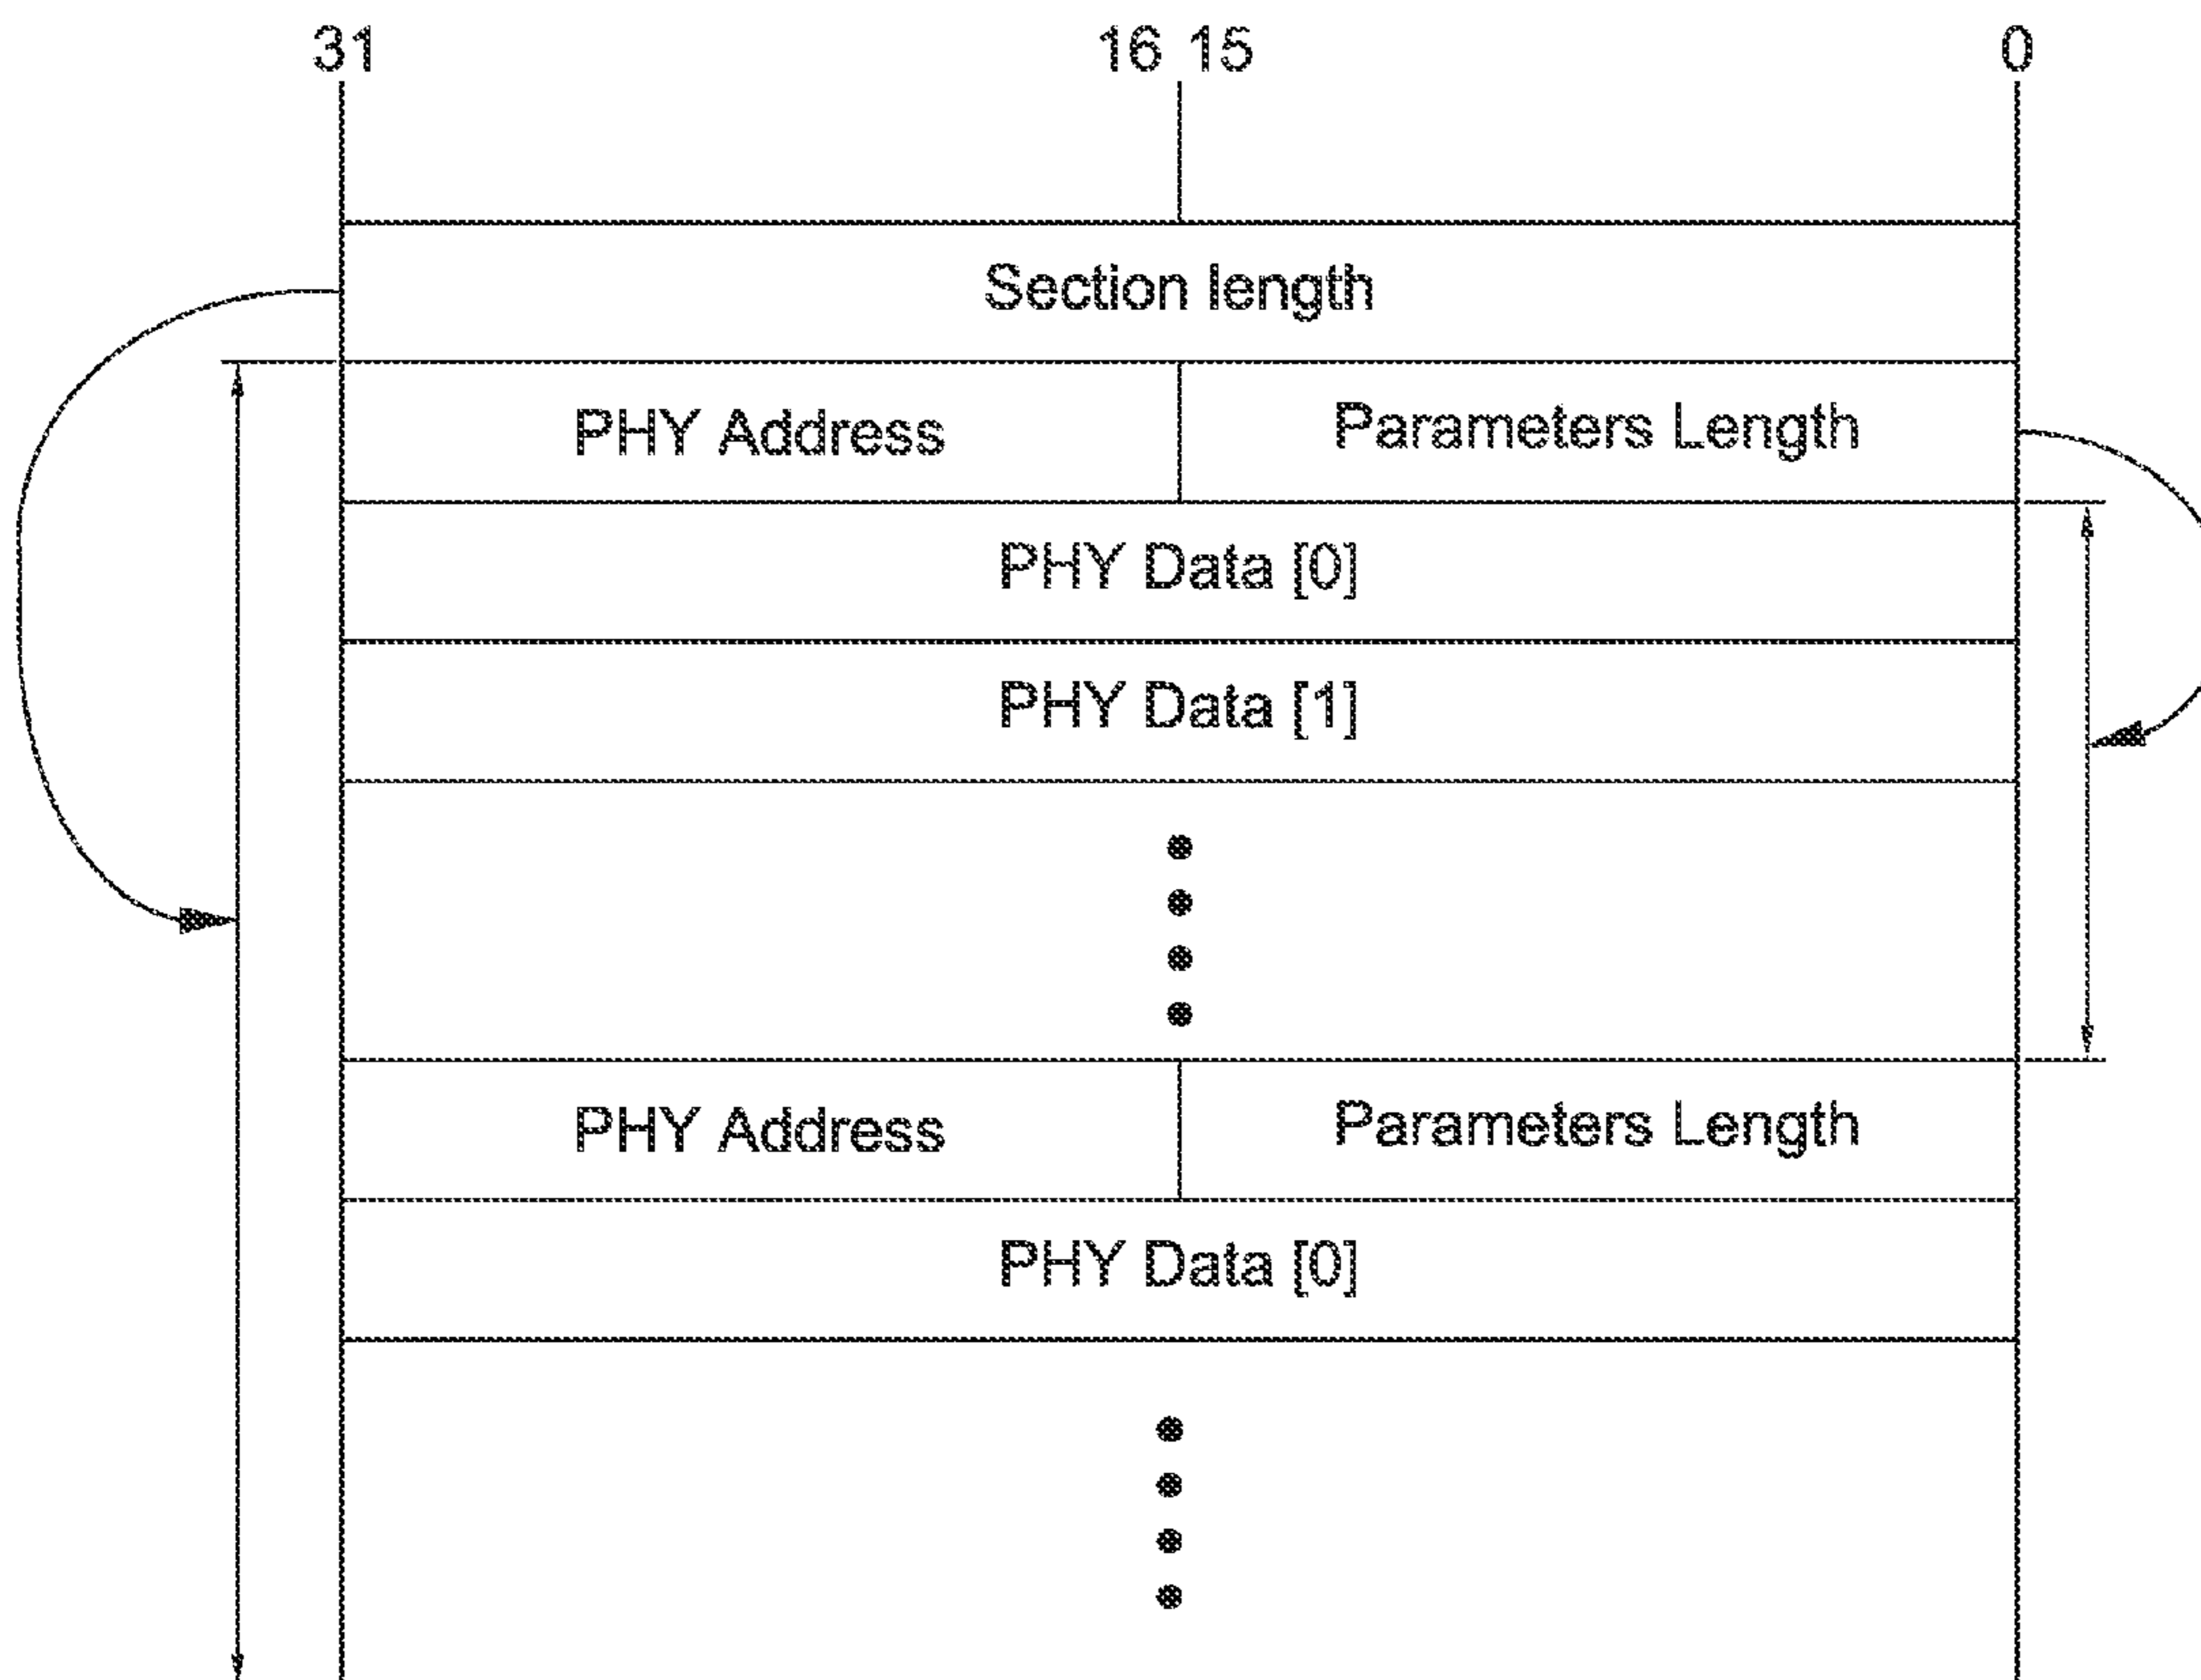 31 16 15 0
Section length
PHY Address Parameters Length
PHY Data [0]
PHY Data [1]
PHY Address Parameters Length
PHY Data [0]